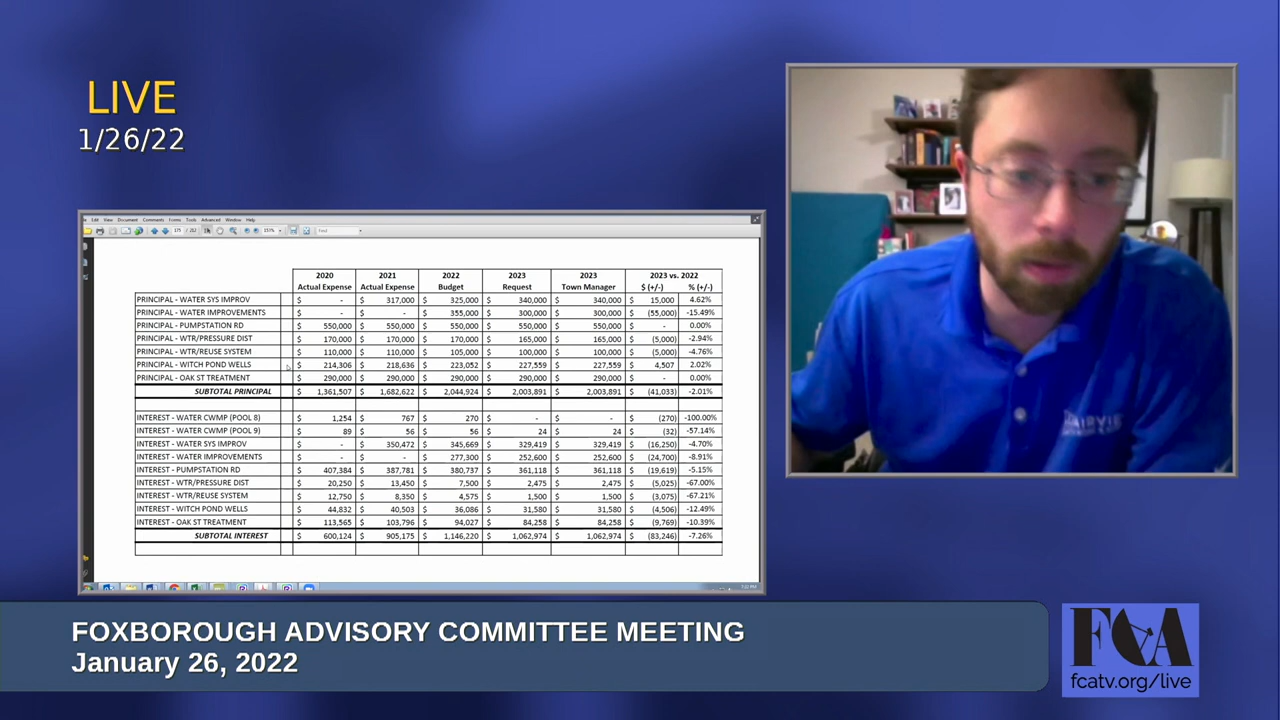 LIVE
1/26/22
Edit View Document Comments Forms Tools Advanced Window Help
175 / 212 151% Find
2020 2021 2022 2023 2023 2023 vs. 2022
Actual Expense Actual Expense Budget Request Town Manager $ (+/-) % (+/-)
PRINCIPAL - WATER SYS IMPROV $ - $ 317,000 $ 325,000 $ 340,000 $ 340,000 $ 15,000 4.62%
PRINCIPAL - WATER IMPROVEMENTS $ - $ - $ 355,000 $ 300,000 $ 300,000 $ (55,000) -15.49%
PRINCIPAL - PUMPSTATION RD $ 550,000 $ 550,000 $ 550,000 $ 550,000 $ 550,000 $ - 0.00%
PRINCIPAL - WTR/PRESSURE DIST $ 170,000 $ 170,000 $ 170,000 $ 165,000 $ 165,000 $ (5,000) -2.94%
PRINCIPAL - WTR/REUSE SYSTEM $ 110,000 $ 110,000 $ 105,000 $ 100,000 $ 100,000 $ (5,000) -4.76%
PRINCIPAL - WITCH POND WELLS $ 214,306 $ 218,636 $ 223,052 $ 227,559 $ 227,559 $ 4,507 2.02%
PRINCIPAL - OAK ST TREATMENT $ 290,000 $ 290,000 $ 290,000 $ 290,000 $ 290,000 $ - 0.00%
SUBTOTAL PRINCIPAL $ 1,361,507 $ 1,682,622 $ 2,044,924 $ 2,003,891 $ 2,003,891 $ (41,033) -2.01%
INTEREST - WATER CWMP (POOL 8) $ 1,254 $ 767 $ 270 $ - $ - $ (270) -100.00%
INTEREST - WATER CWMP (POOL 9) $ 89 $ 56 $ 56 $ 24 $ 24 $ (32) -57.14%
INTEREST - WATER SYS IMPROV $ - $ 350,472 $ 345,669 $ 329,419 $ 329,419 $ (16,250) -4.70%
INTEREST - WATER IMPROVEMENTS $ - $ - $ 277,300 $ 252,600 $ 252,600 $ (24,700) -8.91%
INTEREST - PUMPSTATION RD $ 407,384 $ 387,781 $ 380,737 $ 361,118 $ 361,118 $ (19,619) -5.15%
INTEREST - WTR/PRESSURE DIST $ 20,250 $ 13,450 $ 7,500 $ 2,475 $ 2,475 $ (5,025) -67.00%
INTEREST - WTR/REUSE SYSTEM $ 12,750 $ 8,350 $ 4,575 $ 1,500 $ 1,500 $ (3,075) -67.21%
INTEREST - WITCH POND WELLS $ 44,832 $ 40,503 $ 36,086 $ 31,580 $ 31,580 $ (4,506) -12.49%
INTEREST - OAK ST TREATMENT $ 113,565 $ 103,796 $ 94,027 $ 84,258 $ 84,258 $ (9,769) -10.39%
SUBTOTAL INTEREST $ 600,124 $ 905,175 $ 1,146,220 $ 1,062,974 $ 1,062,974 $ (83,246) -7.26%
FOXBOROUGH ADVISORY COMMITTEE MEETING
January 26, 2022
FCA
fcatv.org/live